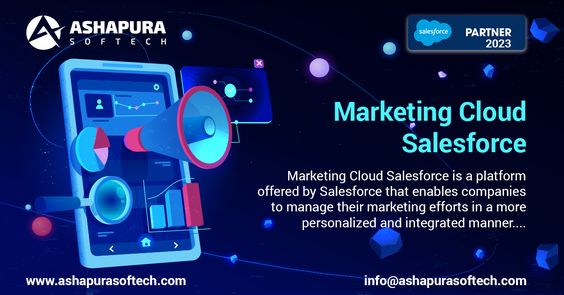 ASHAPURA
SOFTECH
salesforce
PARTNER
2023
Marketing Cloud
Salesforce
Marketing Cloud Salesforce is a platform
offered by Salesforce that enables companies
to manage their marketing efforts in a more
personalized and integrated manner....
www.ashapurasoftech.com
info@ashapurasoftech.com